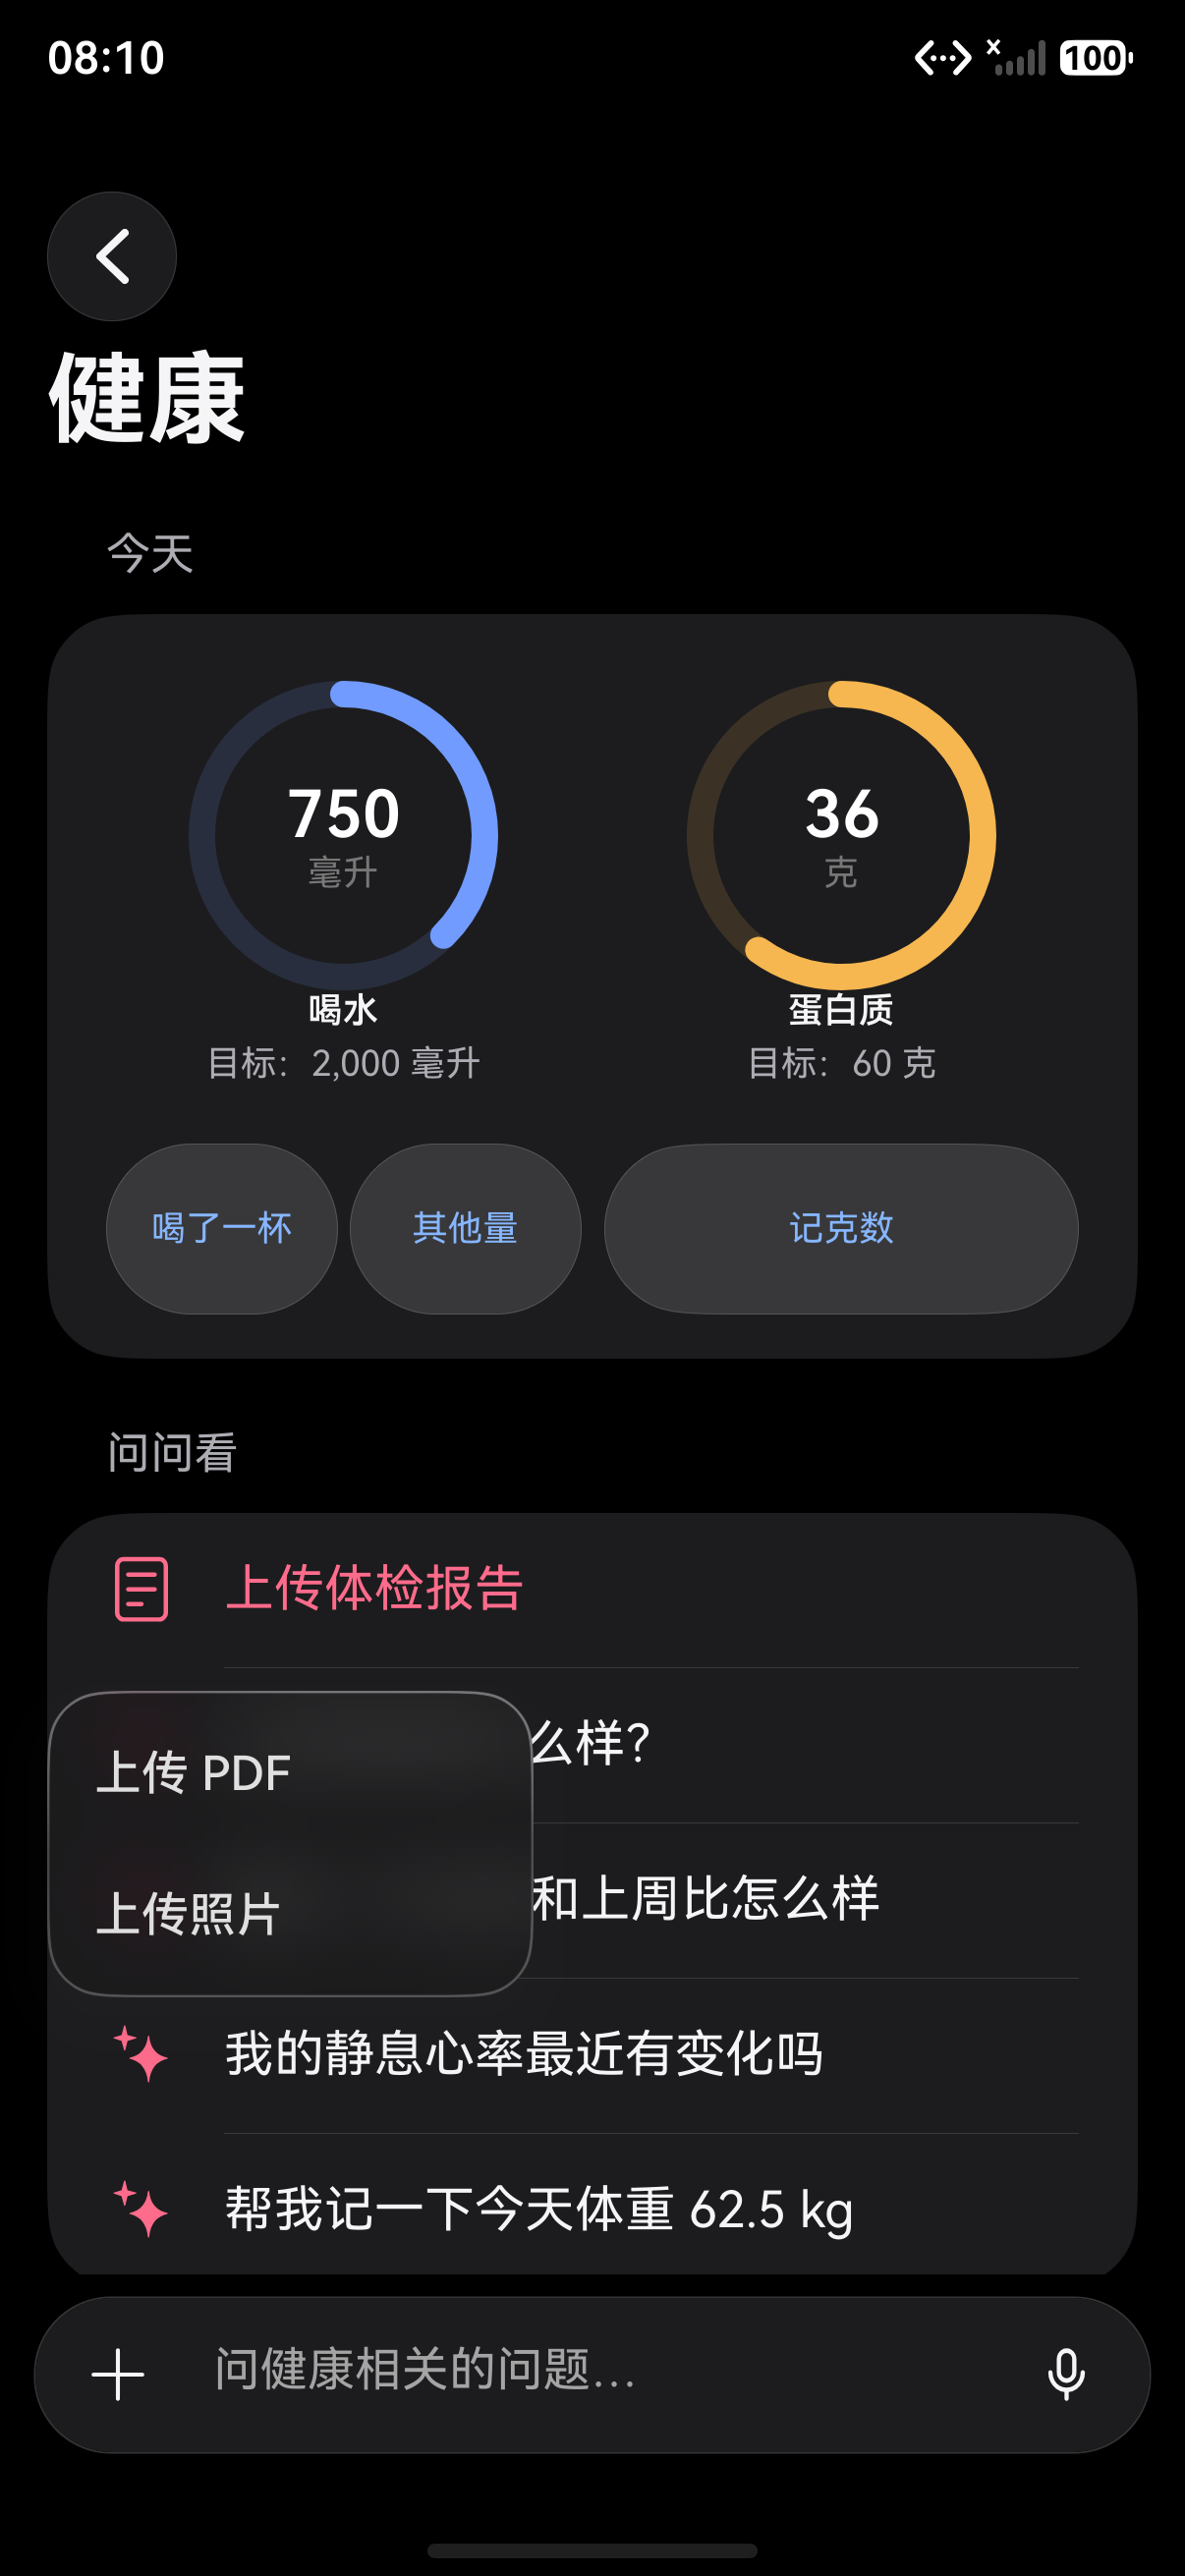 08:10
100
健康
今天
750
毫升
36
克
喝水
蛋白质
目标：2,000 毫升
目标：60 克
喝了一杯
其他量
记克数
问问看
上传体检报告
么样？
上传 PDF
和上周比怎么样
上传照片
我的静息心率最近有变化吗
帮我记一下今天体重 62.5 kg
问健康相关的问题...